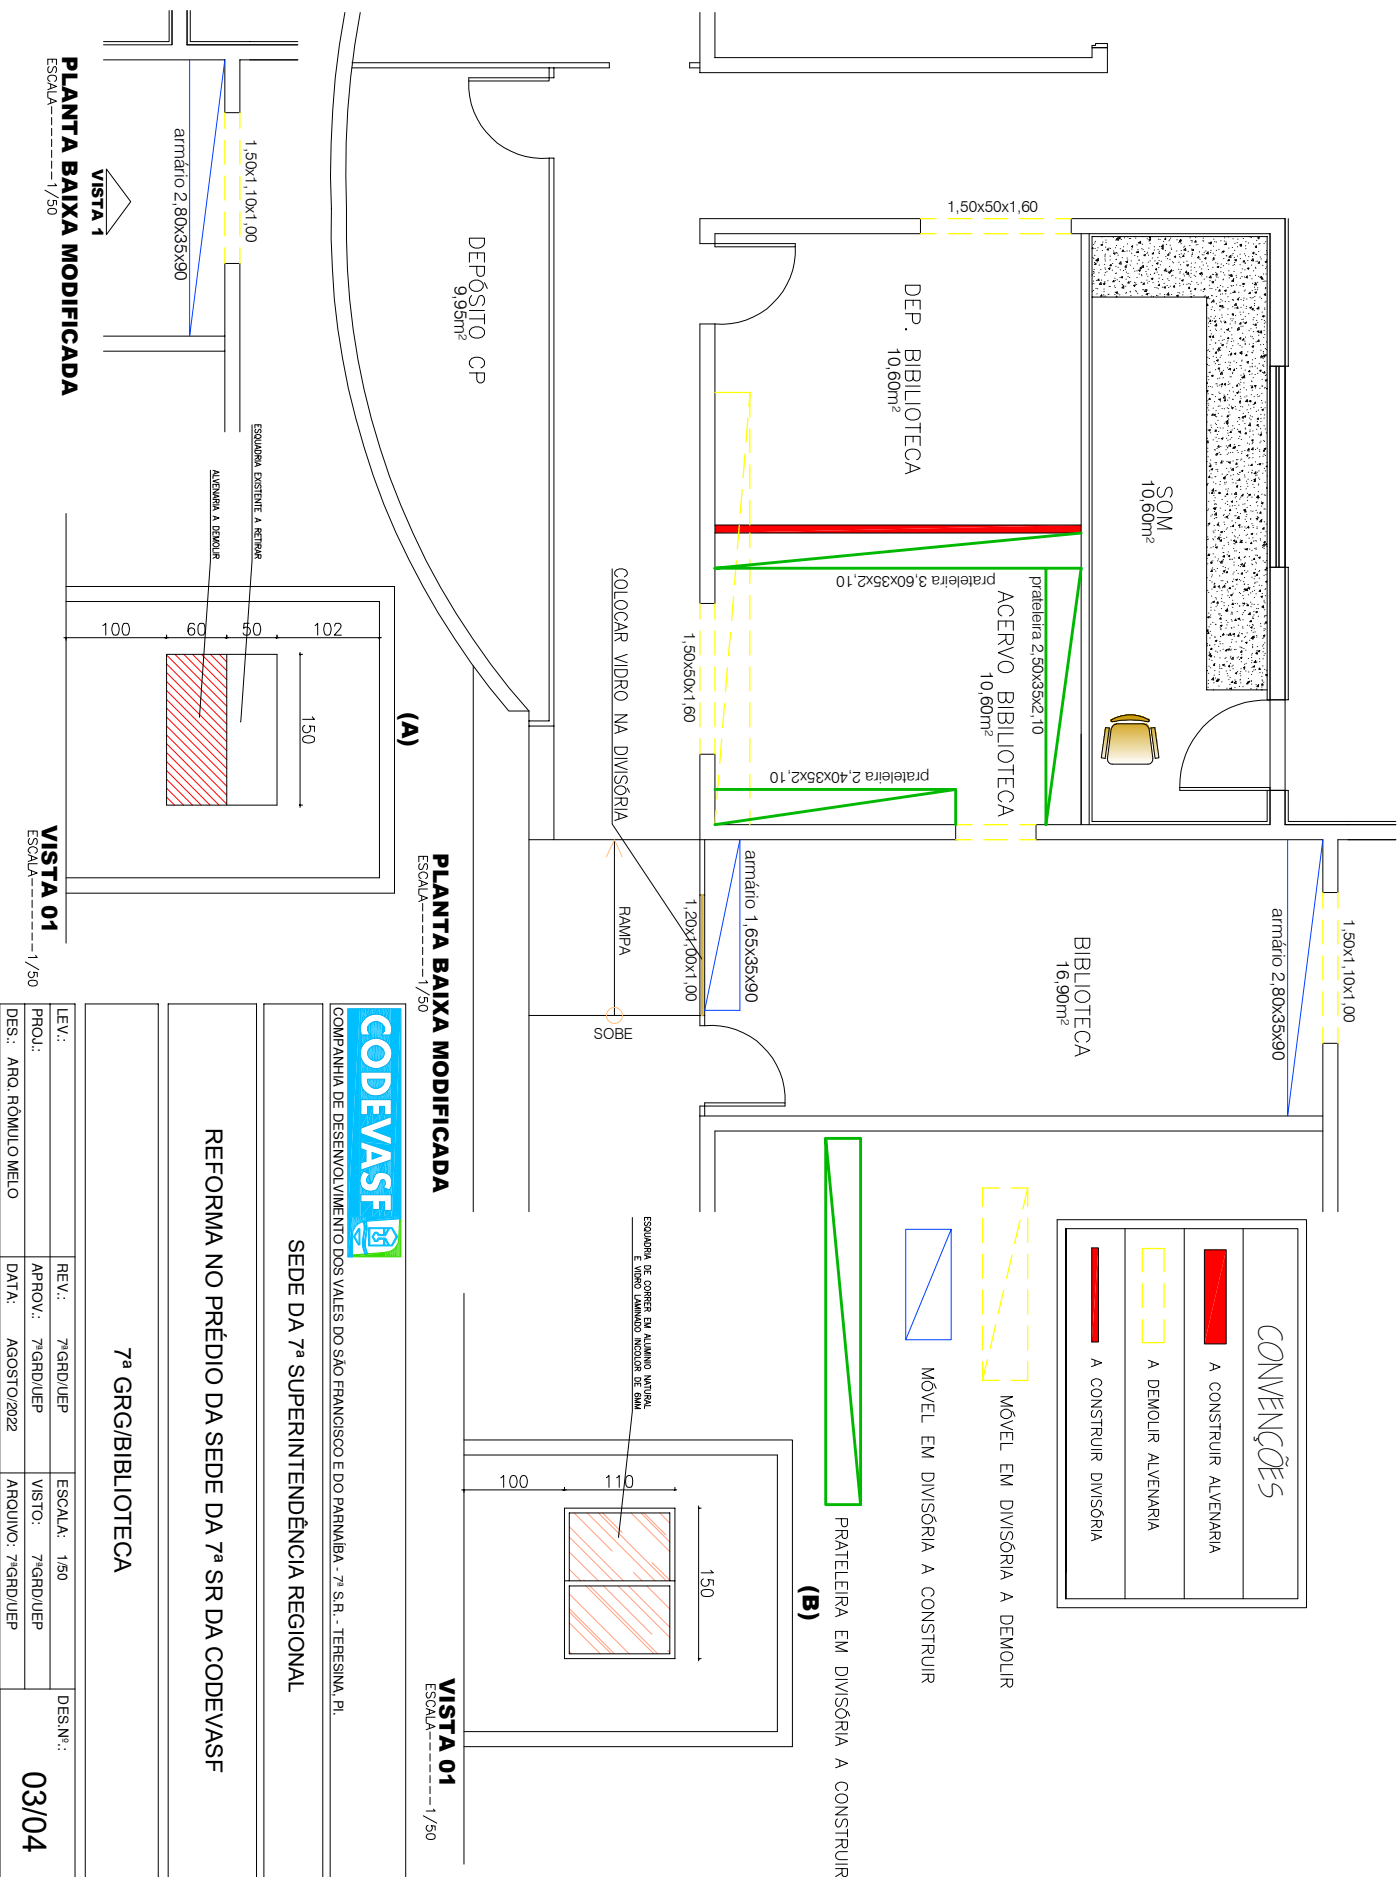 CONVENÇÕES
A CONSTRUIR ALVENARIA
A DEMOLIR ALVENARIA
A CONSTRUIR DIVISÓRIA
MÓVEL EM DIVISÓRIA A DEMOLIR
MÓVEL EM DIVISÓRIA A CONSTRUIR
PRATELEIRA EM DIVISÓRIA A CONSTRUIR
1,50x50x1,60
SOM
10,60m²
DEP. BIBILIOTECA
10,60m²
prateleira 3,60x35x2,10
prateleira 2,50x35x2,10
ACERVO BIBLIOTECA
10,60m²
prateleira 2,40x35x2,10
1,50x50x1,60
1,50x1,10x1,00
armário 2,80x35x90
BIBLIOTECA
16,90m²
armário 1,65x35x90
1,20x1,00x1,00
COLOCAR VIDRO NA DIVISÓRIA
RAMPA
SOBE
DEPÓSITO CP
9,95m²
PLANTA BAIXA MODIFICADA
ESCALA-------1/50
1,50x1,10x1,00
armário 2,80x35x90
VISTA 1
PLANTA BAIXA MODIFICADA
ESCALA-------1/50
(A)
ESQUADRIA EXISTENTE A RETIRAR
ALVENARIA A DEMOLIR
102
50
60
100
150
VISTA 01
ESCALA-------1/50
(B)
ESQUADRIA DE CORRER EM ALUMINIO NATURAL
E VIDRO LAMINADO INCOLOR DE 6MM
110
100
150
VISTA 01
ESCALA-------1/50
CODEVASF
COMPANHIA DE DESENVOLVIMENTO DOS VALES DO SÃO FRANCISCO E DO PARNAÍBA - 7ª S.R. - TERESINA, PI.
SEDE DA 7ª SUPERINTENDÊNCIA REGIONAL
REFORMA NO PRÉDIO DA SEDE DA 7ª SR DA CODEVASF
7ª GRG/BIBLIOTECA
LEV.:
REV.: 7ªGRD/UEP
ESCALA: 1/50
DES.Nº.:
PROJ.:
APROV.: 7ªGRD/UEP
VISTO: 7ªGRD/UEP
DES.: ARQ. RÔMULO MELO
DATA: AGOSTO/2022
ARQUIVO: 7ªGRD/UEP
03/04